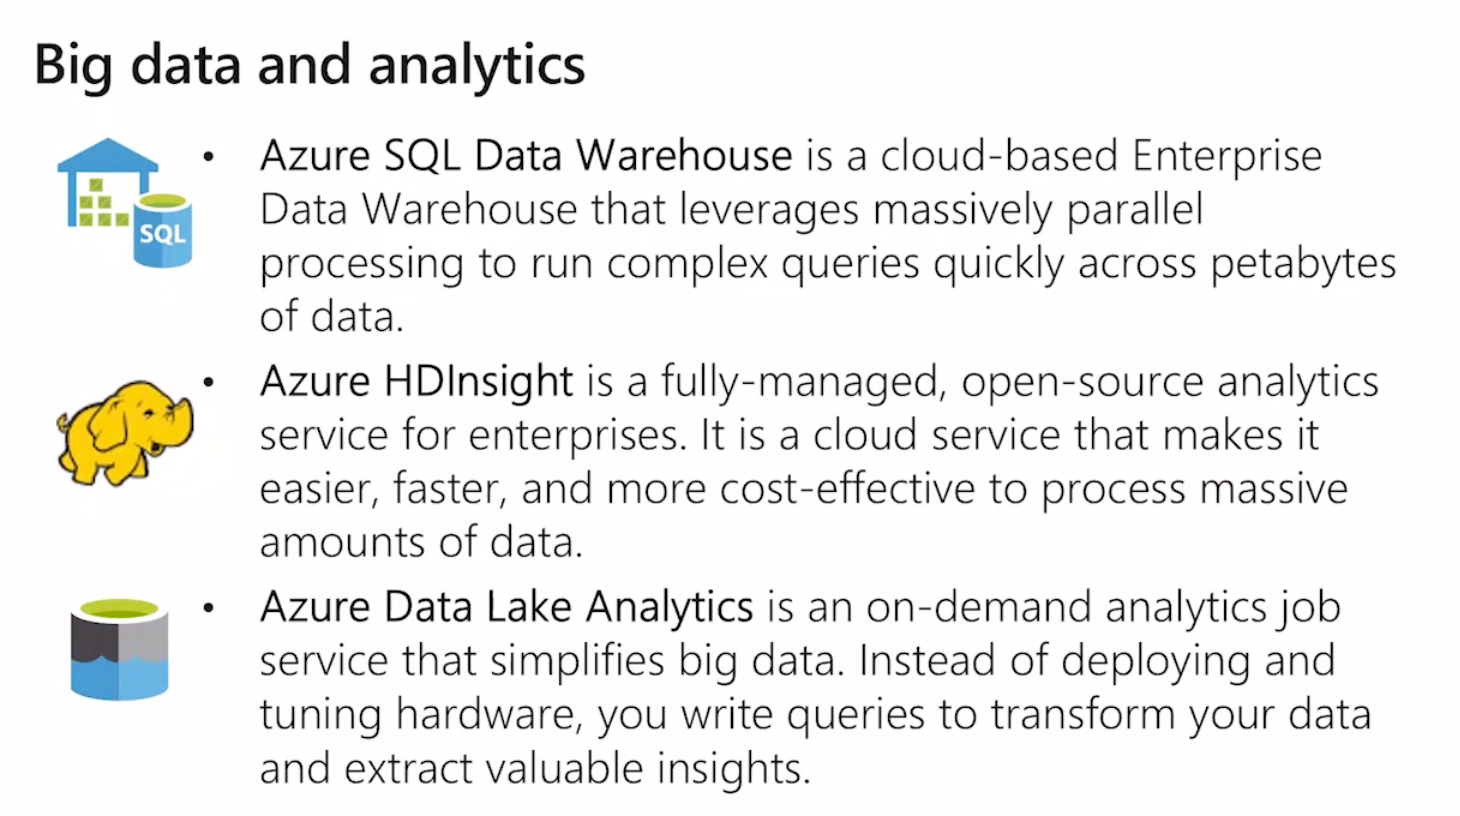 Big data and analytics
• Azure SQL Data Warehouse is a cloud-based Enterprise
Data Warehouse that leverages massively parallel
processing to run complex queries quickly across petabytes
of data.
SQL
• Azure HDInsight is a fully-managed, open-source analytics
service for enterprises. It is a cloud service that makes it
easier, faster, and more cost-effective to process massive
amounts of data.
• Azure Data Lake Analytics is an on-demand analytics job
service that simplifies big data. Instead of deploying and
tuning hardware, you write queries to transform your data
and extract valuable insights.